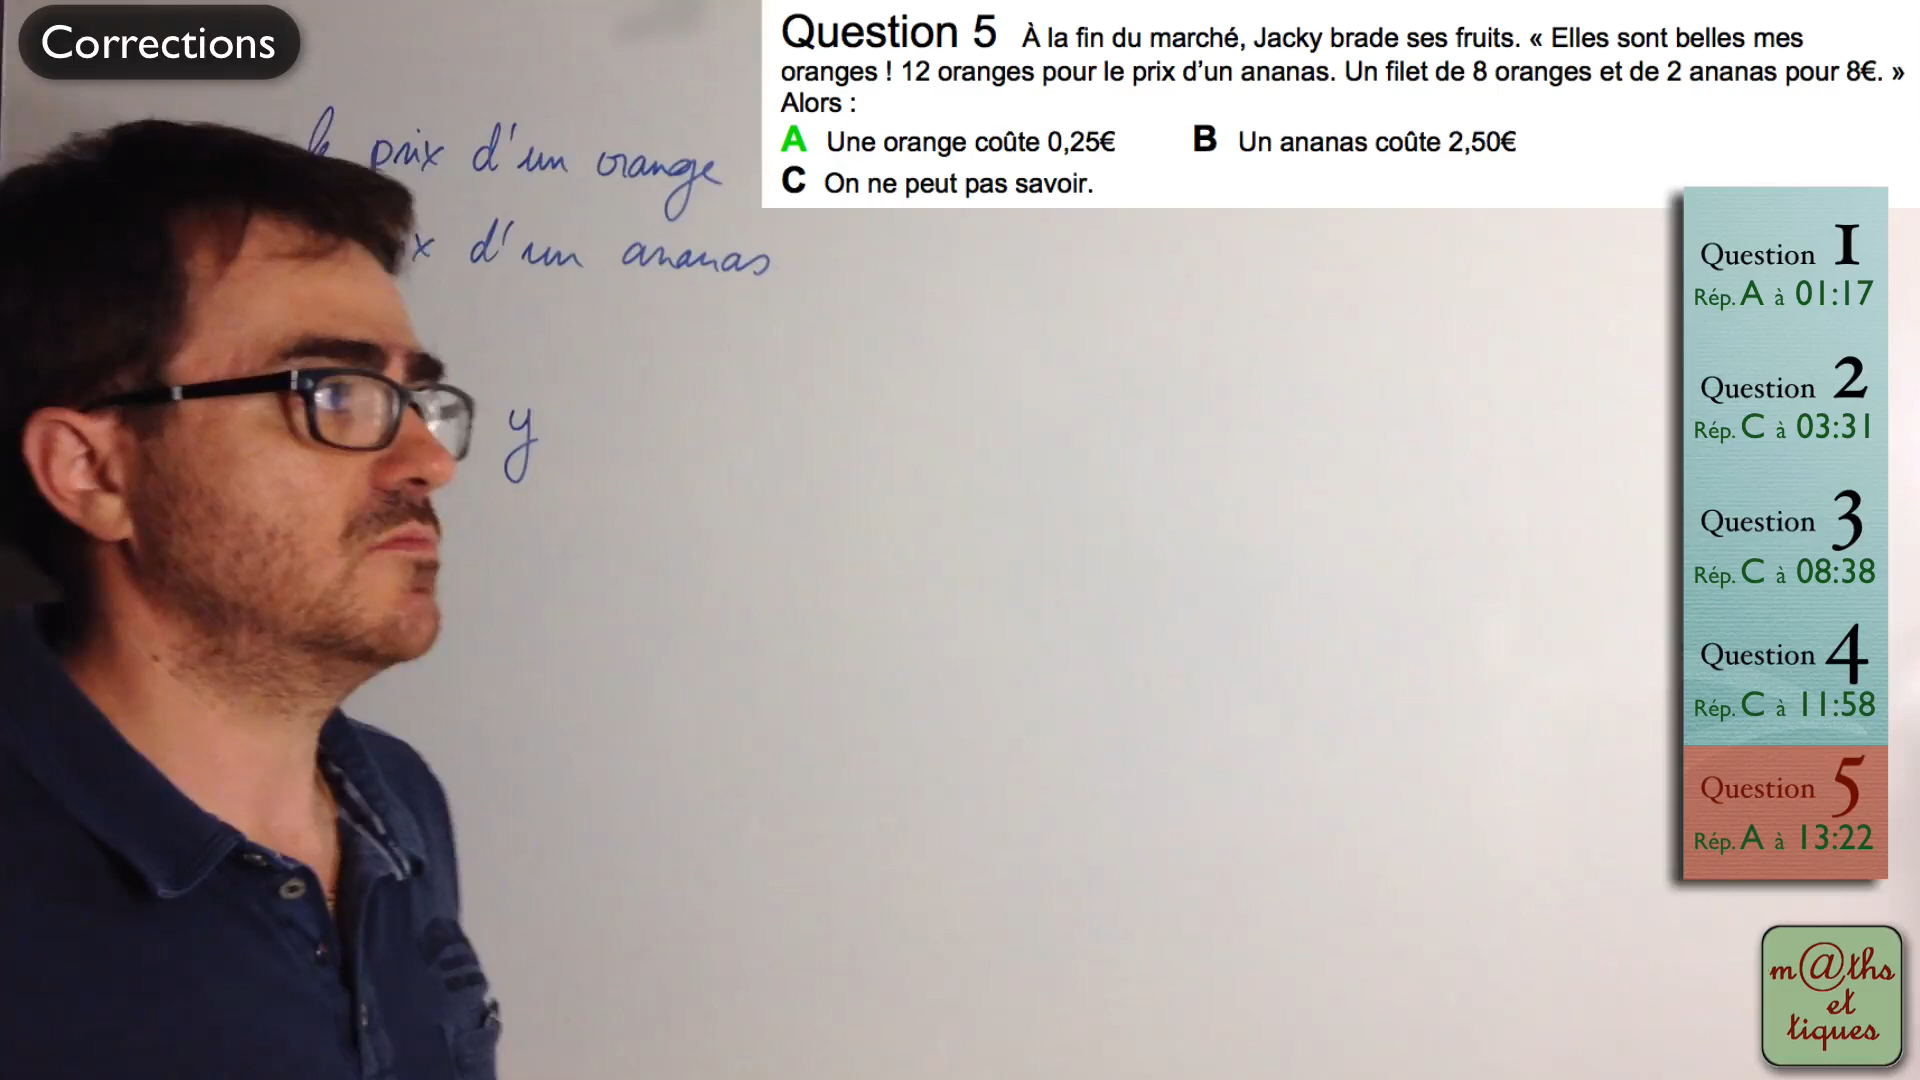 Corrections
Question 5 À la fin du marché, Jacky brade ses fruits. « Elles sont belles mes
oranges ! 12 oranges pour le prix d’un ananas. Un filet de 8 oranges et de 2 ananas pour 8€. »
Alors :
A Une orange coûte 0,25€ B Un ananas coûte 2,50€
C On ne peut pas savoir.
prix d'un orange
d'un ananas
y
Question 1
Rép. A à 01:17
Question 2
Rép. C à 03:31
Question 3
Rép. C à 08:38
Question 4
Rép. C à 11:58
Question 5
Rép. A à 13:22
m@ths
et
tiques